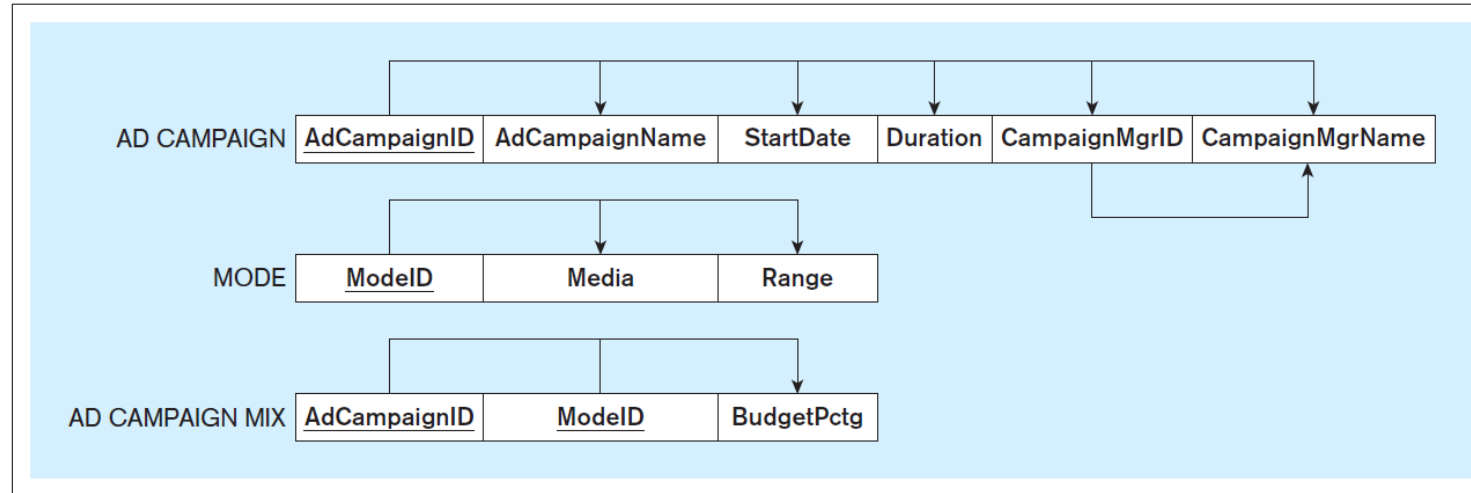 AD CAMPAIGN AdCampaignID AdCampaignName StartDate Duration CampaignMgrID CampaignMgrName
MODE ModeID Media Range
AD CAMPAIGN MIX AdCampaignID ModeID BudgetPctg